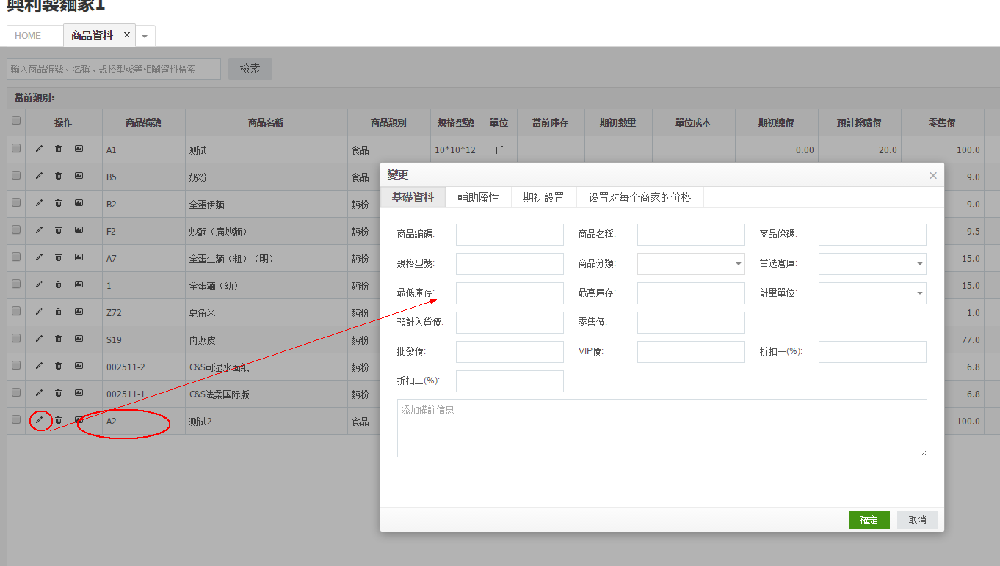 興利製麵家1
HOME 商品資料 ×
輸入商品編號、名稱、規格型號等相關資料檢索 檢索
當前類別:
操作 商品編號 商品名稱 商品類別 規格型號 單位 當前庫存 期初數量 單位成本 期初總價 預計採購價 零售價
A1 测试 食品 10*10*12 斤 0.00 20.0 100.0
B5 奶粉 食品 9.0
B2 全蛋伊麵 麪粉 9.0
F2 炒麵（扁炒麵） 麪粉 9.5
A7 全蛋生麵（粗）（明） 麪粉 15.0
1 全蛋麵（幼） 麪粉 15.0
Z72 皂角米 麪粉 1.0
S19 肉燕皮 麪粉 77.0
002511-2 C&S可湿水面纸 麪粉 6.8
002511-1 C&S法柔国际版 麪粉 6.8
A2 测试2 食品 100.0
變更 ×
基礎資料 輔助屬性 期初設置 设置对每个商家的价格
商品編碼: 商品名稱: 商品條碼:
規格型號: 商品分類: 首选倉庫:
最低庫存: 最高庫存: 計量單位:
預計入貨價: 零售價:
批發價: VIP價: 折扣一(%):
折扣二(%):
添加備註信息
確定 取消